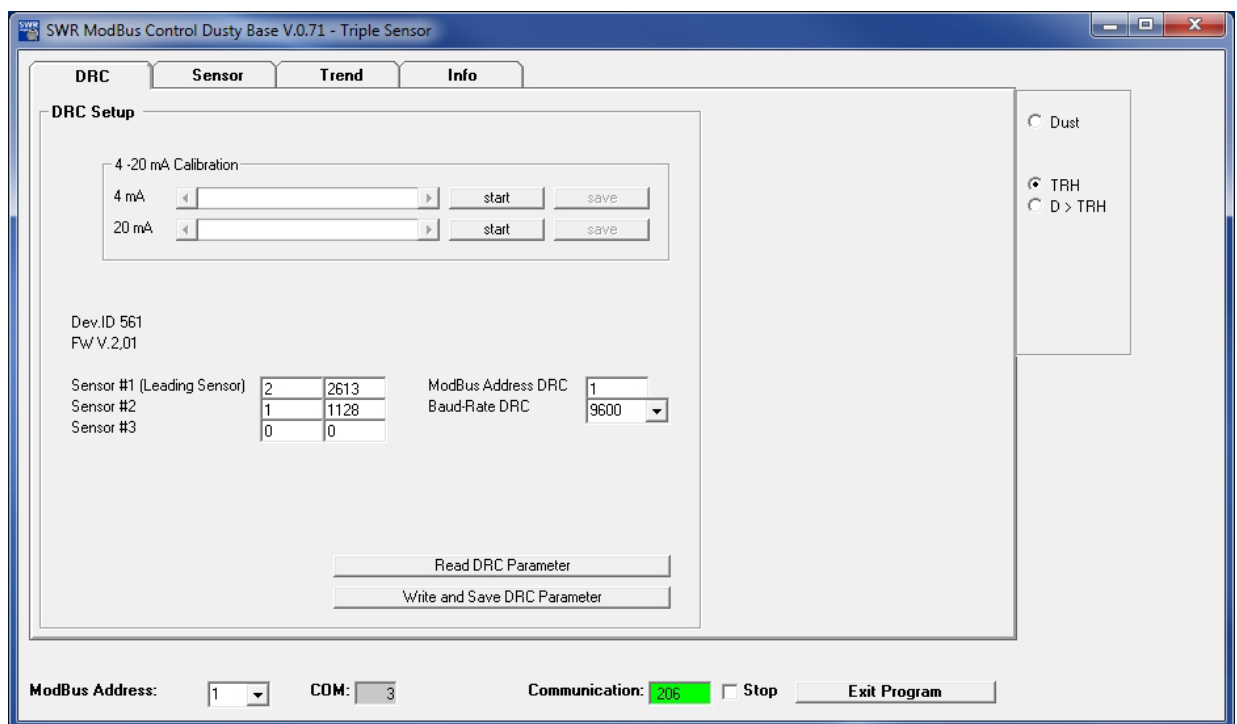 SWR ModBus Control Dusty Base V.0.71 - Triple Sensor
DRC Sensor Trend Info
DRC Setup
Dust
4 -20 mA Calibration
TRH
4 mA start save
D > TRH
20 mA start save
Dev.ID 561
FW V.2,01
Sensor #1 (Leading Sensor) 2 2613 ModBus Address DRC 1
Sensor #2 1 1128 Baud-Rate DRC 9600
Sensor #3 0 0
Read DRC Parameter
Write and Save DRC Parameter
ModBus Address: 1 COM: 3 Communication: 206 Stop Exit Program